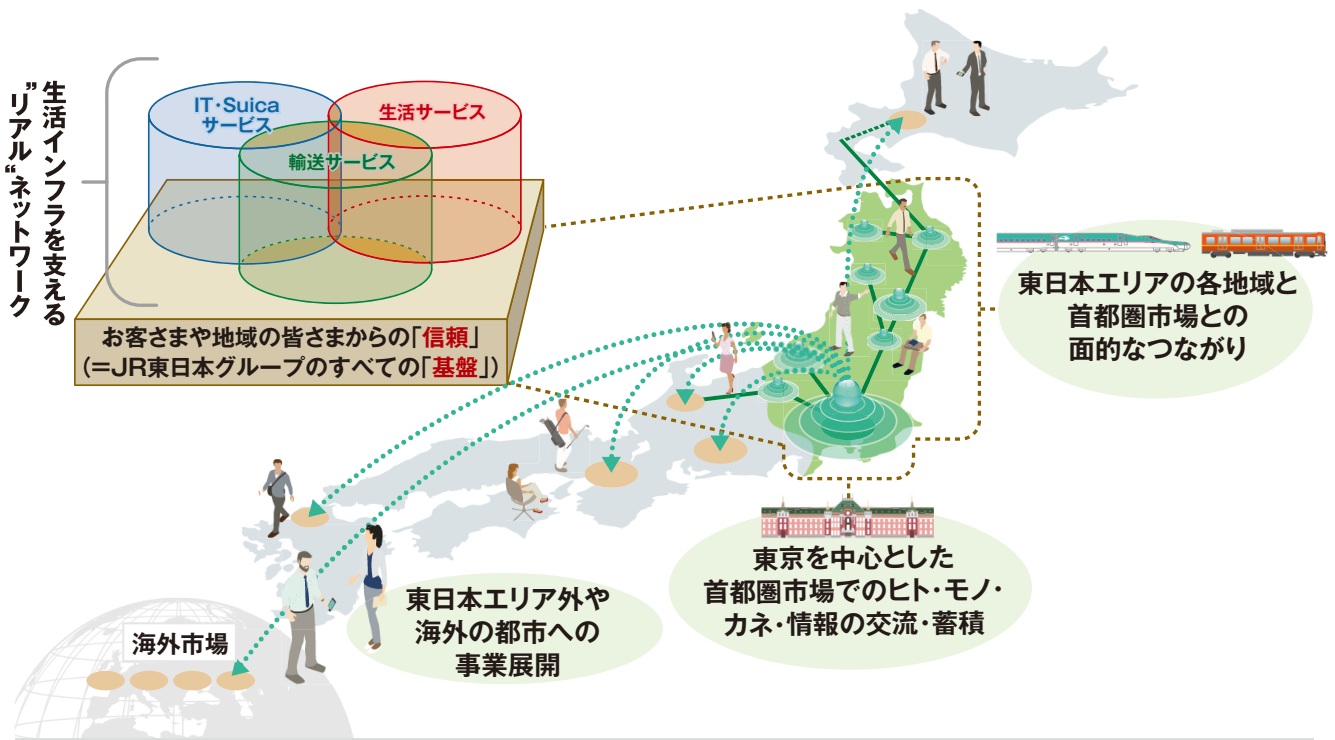 生活インフラを支える
”リアル“ネットワーク
IT・Suica
サービス
生活サービス
輸送サービス
お客さまや地域の皆さまからの「信頼」
(=JR東日本グループのすべての「基盤」)
東日本エリアの各地域と
首都圏市場との
面的なつながり
東京を中心とした
首都圏市場でのヒト・モノ・
カネ・情報の交流・蓄積
東日本エリア外や
海外の都市への
事業展開
海外市場